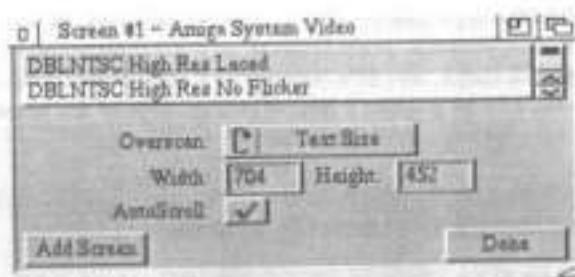 Screen #1 - Amiga System Video
DBLNTSC High Res Laced
DBLNTSC High Res No Flicker
Overscan Text Size
Width 704 Height 452
AutoScroll
Add Screen Done